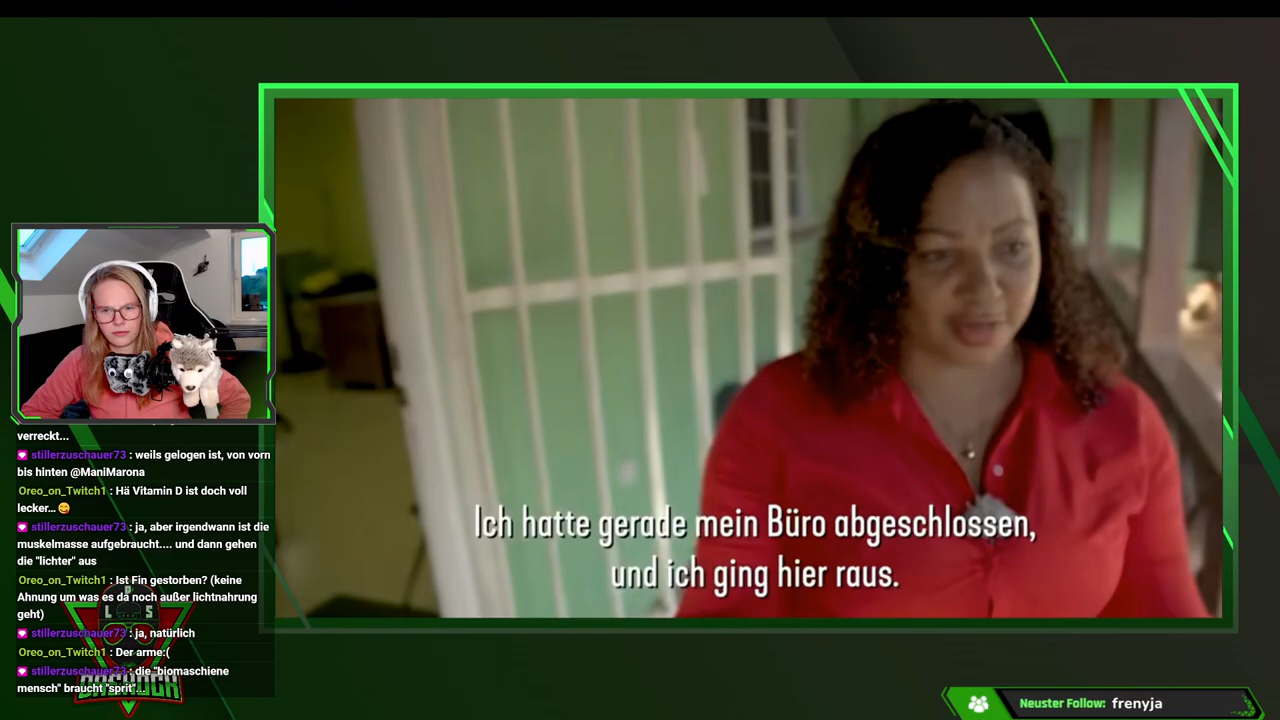 verreckt...
stillerzuschauer73 : weils gelogen ist, von vorn
bis hinten @ManiMarona
Oreo_on_Twitch1 : Hä Vitamin D ist doch voll
lecker... 😋
stillerzuschauer73 : ja, aber irgendwann ist die
muskelmasse aufgebraucht.... und dann gehen
die "lichter" aus
Oreo_on_Twitch1 : Ist Fin gestorben? (keine
Ahnung um was es da noch außer lichtnahrung
geht)
stillerzuschauer73 : ja, natürlich
Oreo_on_Twitch1 : Der arme:(
stillerzuschauer73 : die "biomaschiene
mensch" braucht "sprit"...
L S
Ich hatte gerade mein Büro abgeschlossen,
und ich ging hier raus.
Neuster Follow: frenyja